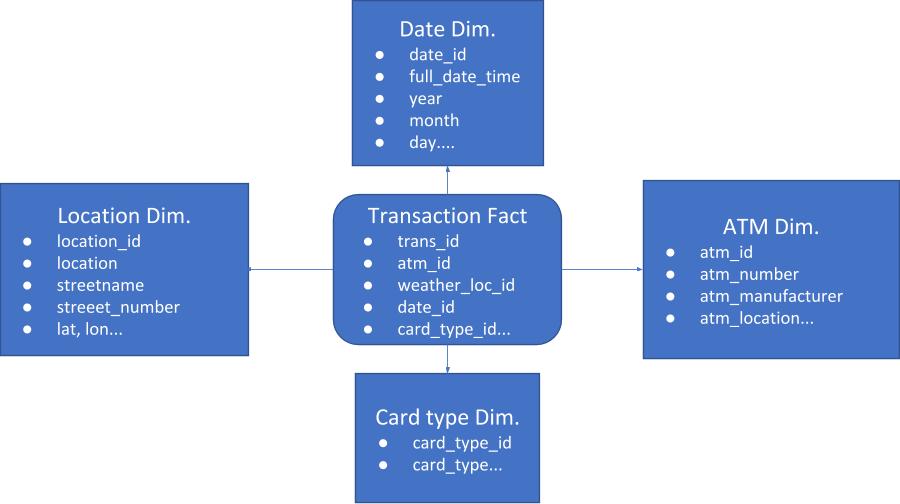 Date Dim.
● date_id
● full_date_time
● year
● month
● day....
Location Dim.
● location_id
● location
● streetname
● streeet_number
● lat, lon...
Transaction Fact
● trans_id
● atm_id
● weather_loc_id
● date_id
● card_type_id...
ATM Dim.
● atm_id
● atm_number
● atm_manufacturer
● atm_location...
Card type Dim.
● card_type_id
● card_type...